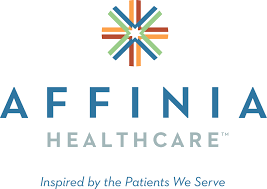 AFFINIA
HEALTHCARE™
Inspired by the Patients We Serve